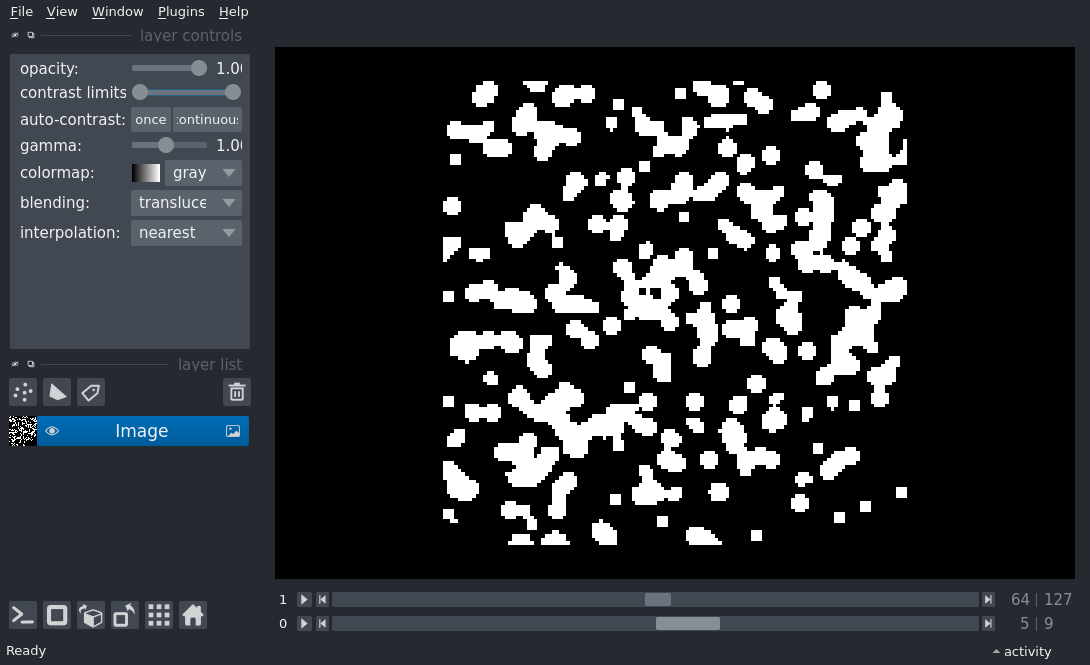 File View Window Plugins Help
layer controls
opacity: 1.00
contrast limits
auto-contrast: once continuous
gamma: 1.00
colormap: gray
blending: transluce
interpolation: nearest
layer list
Image
1 64 | 127
0 5 | 9
Ready activity